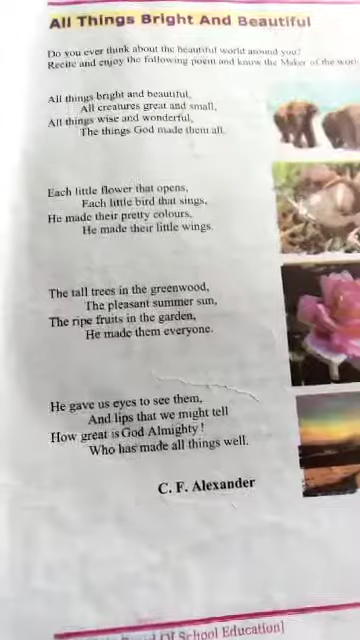 All Things Bright And Beautiful
Do you ever think about the beautiful world around you?
Recite and enjoy the following poem and know the Maker of the
All things bright and beautiful,
All creatures great and small,
All things wise and wonderful,
The things God made them all.
Each little flower that opens,
Each little bird that sings,
He made their pretty colours,
He made their little wings.
The tall trees in the greenwood,
The pleasant summer sun,
The ripe fruits in the garden,
He made them everyone.
He gave us eyes to see them,
And lips that we might tell
How great is God Almighty !
Who has made all things well.
C. F. Alexander
Of School Education]